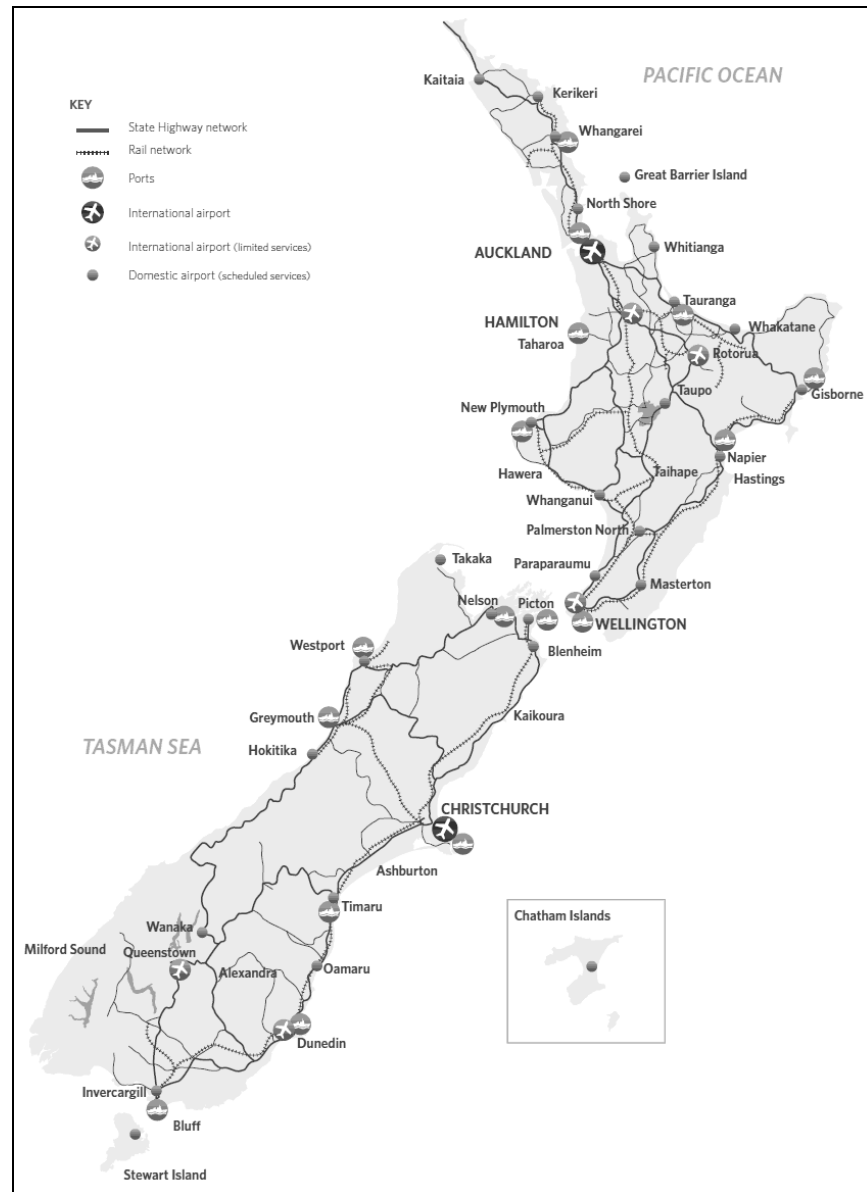 PACIFIC OCEAN
Kaitaia
Kerikeri
KEY
State Highway network
Rail network
Ports
International airport
International airport (limited services)
Domestic airport (scheduled services)
Whangarei
Great Barrier Island
North Shore
AUCKLAND
Whitianga
Tauranga
HAMILTON
Whakatane
Taharoa
Rotorua
Taupo
Gisborne
New Plymouth
Napier
Hawera
Taihape
Hastings
Whanganui
Palmerston North
Takaka
Paraparaumu
Masterton
Nelson
Picton
WELLINGTON
Westport
Blenheim
Greymouth
Kaikoura
TASMAN SEA
Hokitika
CHRISTCHURCH
Ashburton
Timaru
Chatham Islands
Wanaka
Milford Sound
Queenstown
Alexandra
Oamaru
Dunedin
Invercargill
Bluff
Stewart Island